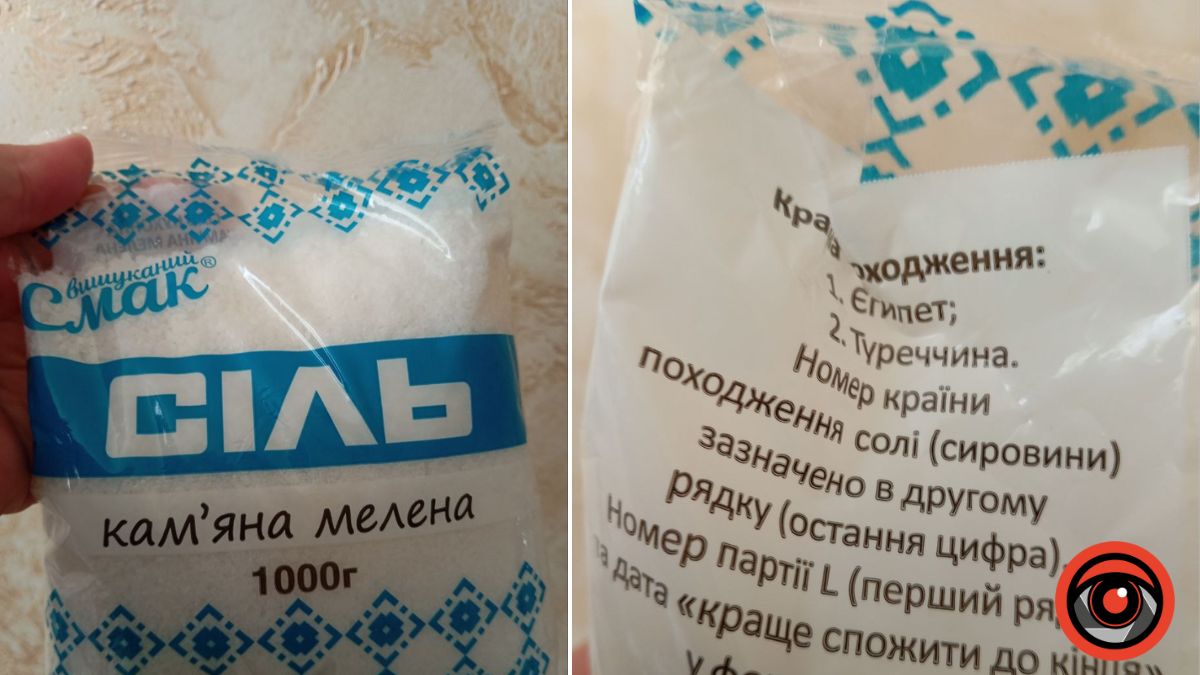 вишуканий
Смак®
СІЛЬ
кам’яна мелена
1000г
походження:
1. Єгипет;
2. Туреччина.
Номер країни
походження солі (сировини)
зазначено в другому
рядку (остання цифра).
Номер партії L (перший
дата «краще спожити до кінця»
у